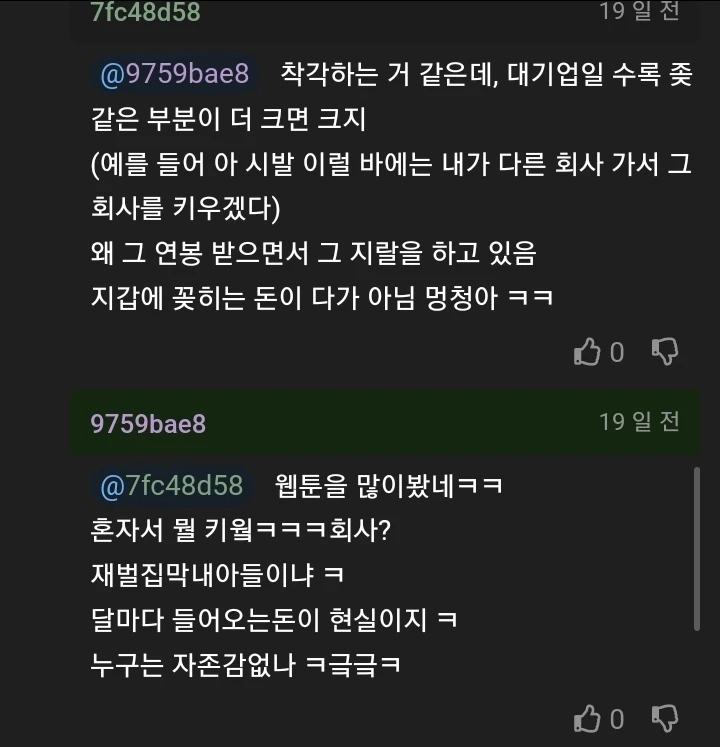 7fc48d58 19 일 전
@9759bae8 착각하는 거 같은데, 대기업일 수록 좆
같은 부분이 더 크면 크지
(예를 들어 아 시발 이럴 바에는 내가 다른 회사 가서 그
회사를 키우겠다)
왜 그 연봉 받으면서 그 지랄을 하고 있음
지갑에 꽂히는 돈이 다가 아님 멍청아 ㅋㅋ
0
9759bae8 19 일 전
@7fc48d58 웹툰을 많이봤네ㅋㅋ
혼자서 뭘 키웤ㅋㅋㅋ회사?
재벌집막내아들이냐 ㅋ
달마다 들어오는돈이 현실이지 ㅋ
누구는 자존감없나 ㅋ긐긐ㅋ
0